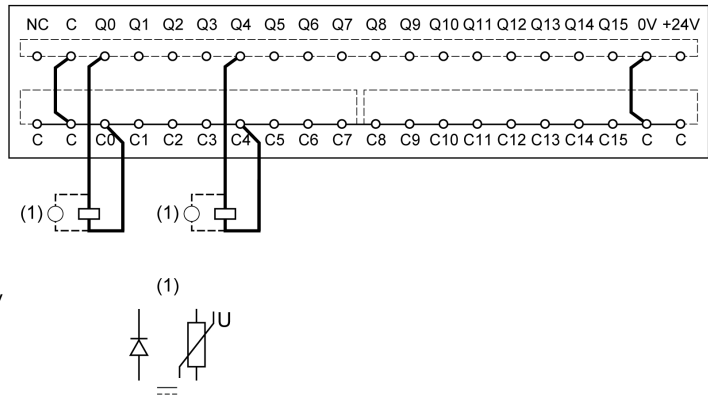 NC C Q0 Q1 Q2 Q3 Q4 Q5 Q6 Q7 Q8 Q9 Q10 Q11 Q12 Q13 Q14 Q15 0V +24V
C C C0 C1 C2 C3 C4 C5 C6 C7 C8 C9 C10 C11 C12 C13 C14 C15 C C
(1) (1)
(1)
U